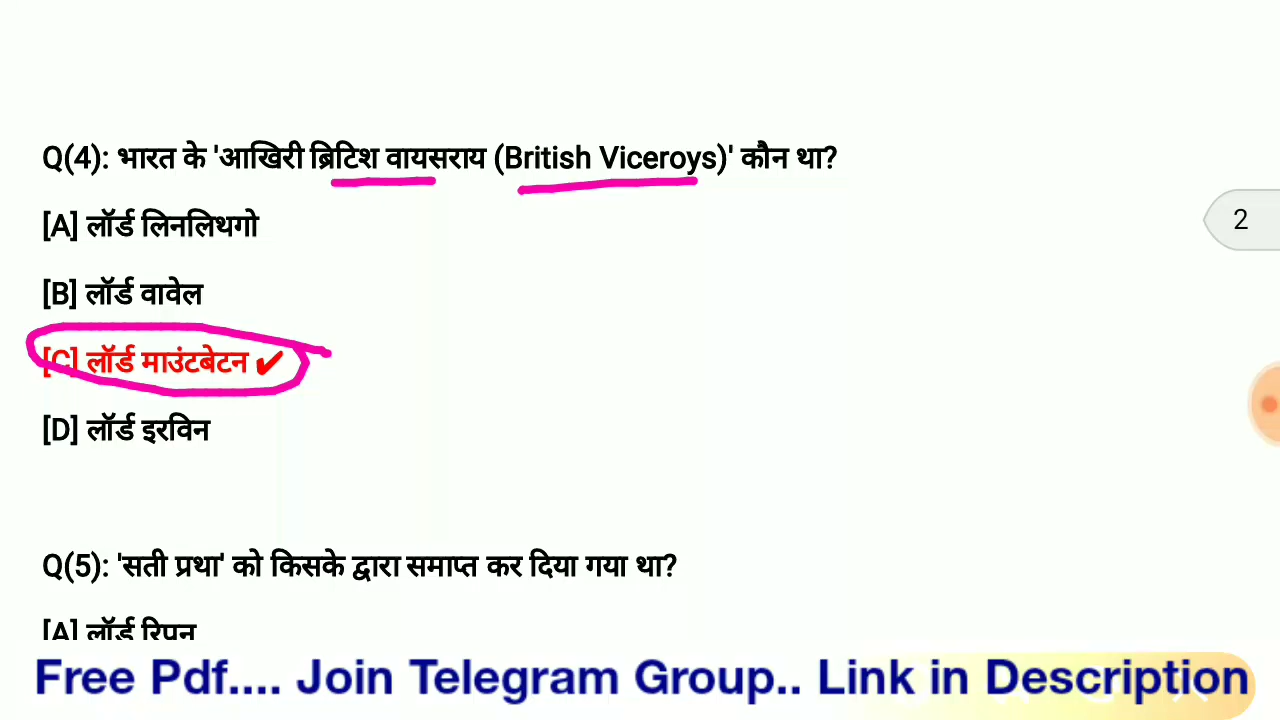 Q(4): भारत के 'आखिरी ब्रिटिश वायसराय (British Viceroys)' कौन था?
[A] लॉर्ड लिनलिथगो
2
[B] लॉर्ड वावेल
[C] लॉर्ड माउंटबेटन ✔
[D] लॉर्ड इरविन
Q(5): 'सती प्रथा' को किसके द्वारा समाप्त कर दिया गया था?
[A] लॉर्ड रिपन
Free Pdf.... Join Telegram Group.. Link in Description